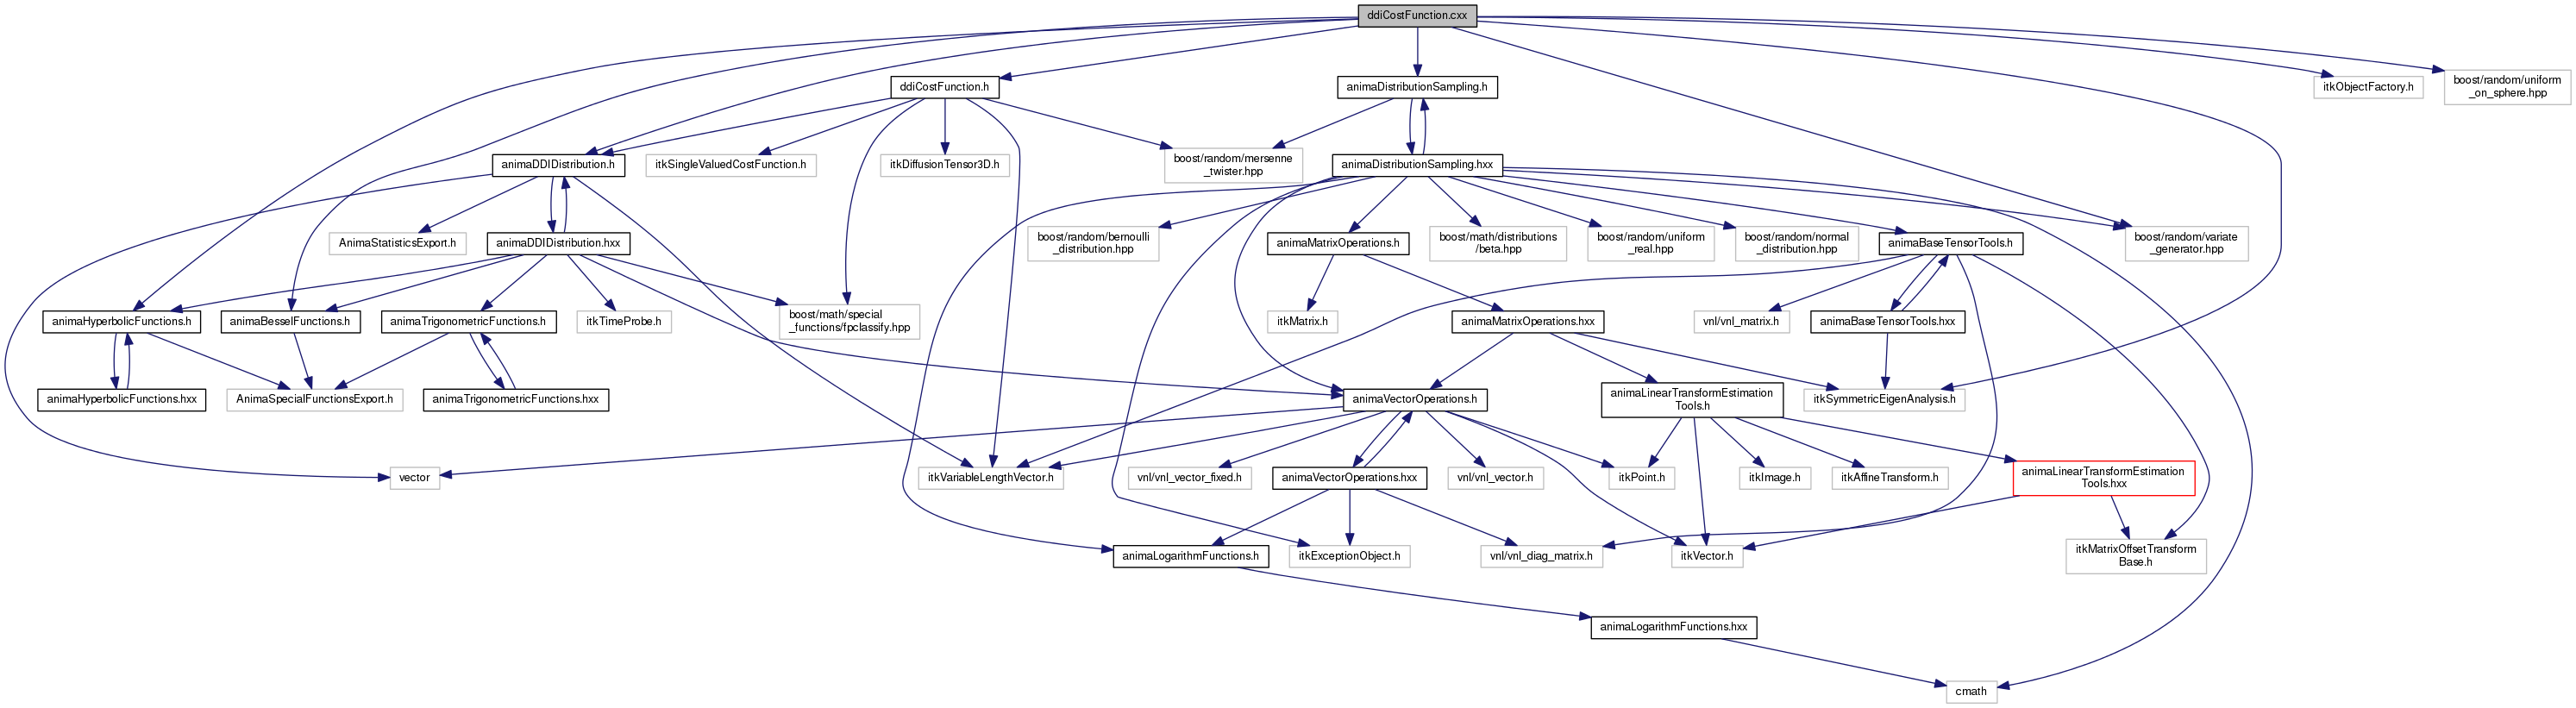 ddiCostFunction.cxx
ddiCostFunction.h
animaDistributionSampling.h
itkObjectFactory.h
boost/random/uniform
_on_sphere.hpp
animaDDIDistribution.h
itkSingleValuedCostFunction.h
itkDiffusionTensor3D.h
boost/random/mersenne
_twister.hpp
animaDistributionSampling.hxx
AnimaStatisticsExport.h
animaDDIDistribution.hxx
boost/random/bernoulli
_distribution.hpp
animaMatrixOperations.h
boost/math/distributions
/beta.hpp
boost/random/uniform
_real.hpp
boost/random/normal
_distribution.hpp
animaBaseTensorTools.h
boost/random/variate
_generator.hpp
animaHyperbolicFunctions.h
animaBesselFunctions.h
animaTrigonometricFunctions.h
itkTimeProbe.h
boost/math/special
_functions/fpclassify.hpp
itkMatrix.h
animaMatrixOperations.hxx
vnl/vnl_matrix.h
animaBaseTensorTools.hxx
animaHyperbolicFunctions.hxx
AnimaSpecialFunctionsExport.h
animaTrigonometricFunctions.hxx
animaVectorOperations.h
animaLinearTransformEstimation
Tools.h
itkSymmetricEigenAnalysis.h
vector
itkVariableLengthVector.h
vnl/vnl_vector_fixed.h
animaVectorOperations.hxx
vnl/vnl_vector.h
itkPoint.h
itkImage.h
itkAffineTransform.h
animaLinearTransformEstimation
Tools.hxx
animaLogarithmFunctions.h
itkExceptionObject.h
vnl/vnl_diag_matrix.h
itkVector.h
itkMatrixOffsetTransform
Base.h
animaLogarithmFunctions.hxx
cmath